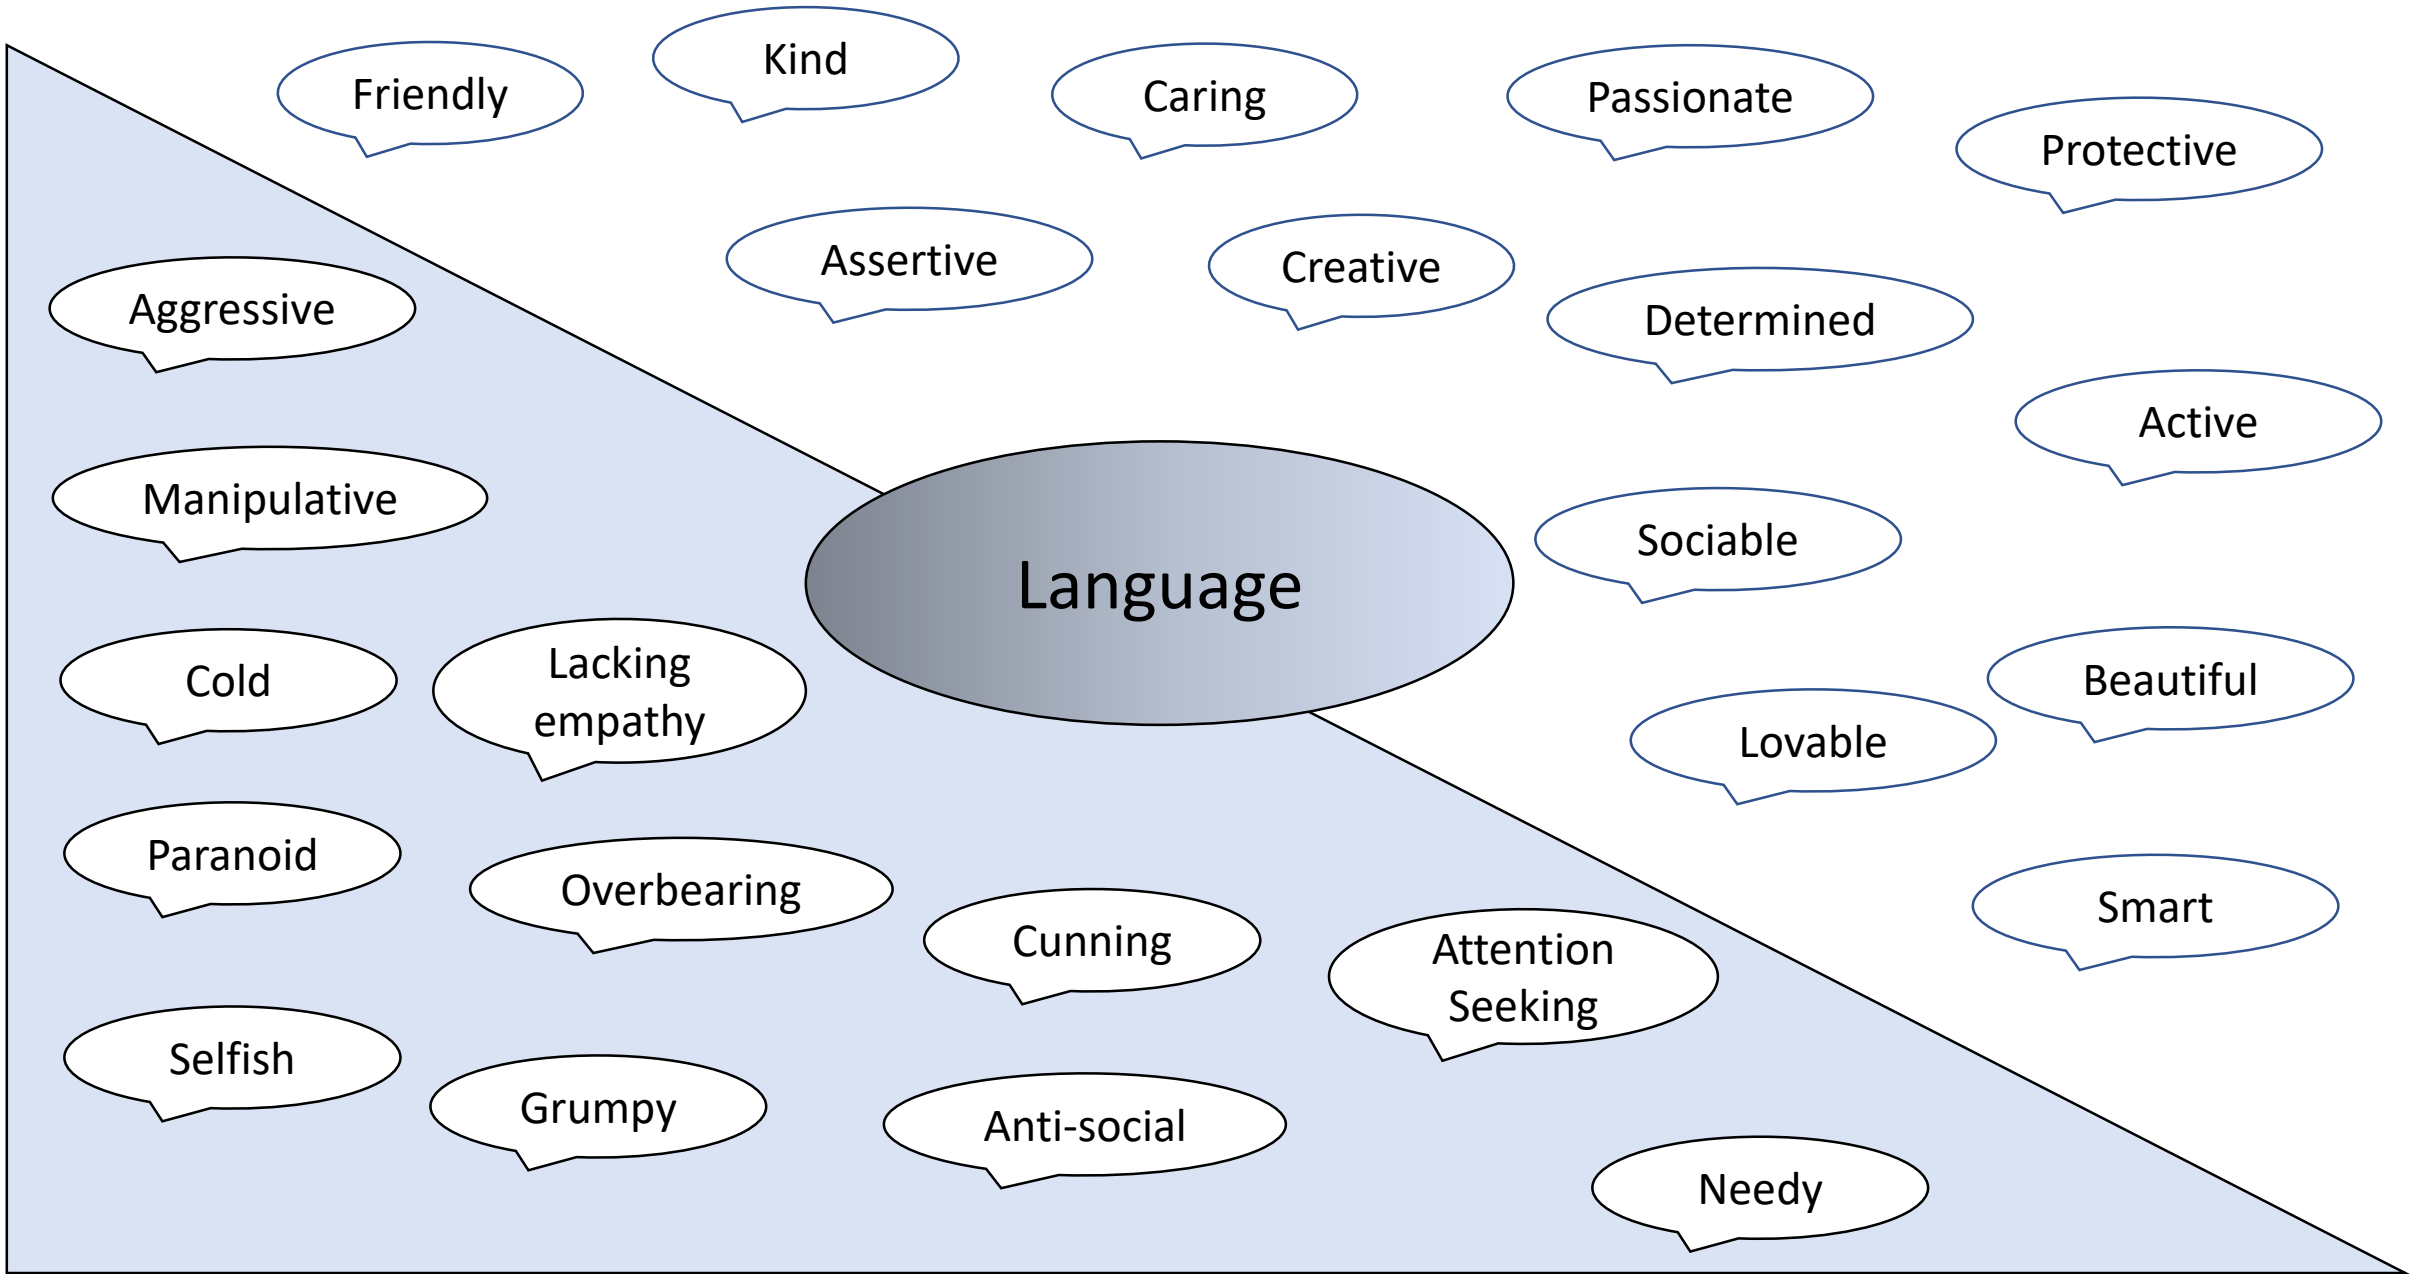 Friendly
Kind
Caring
Passionate
Protective
Assertive
Creative
Determined
Active
Sociable
Beautiful
Lovable
Smart
Language
Aggressive
Manipulative
Cold
Lacking
empathy
Paranoid
Overbearing
Cunning
Attention
Seeking
Selfish
Grumpy
Anti-social
Needy